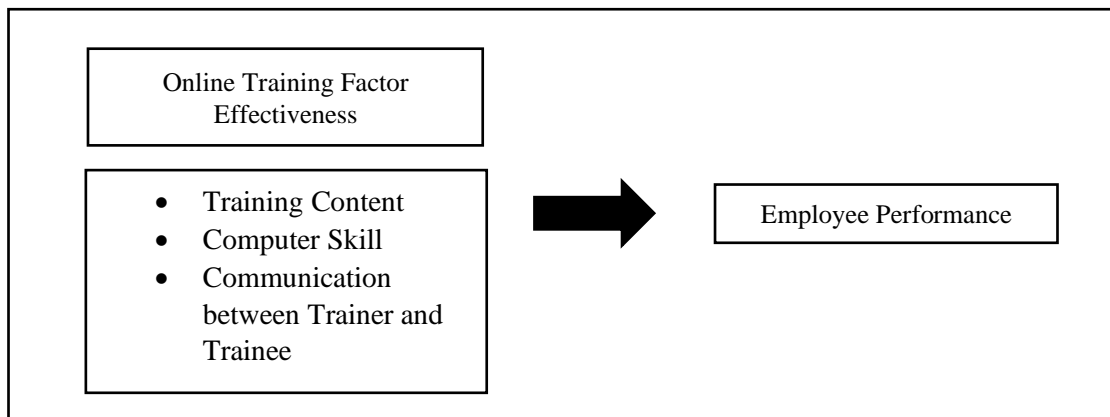 Online Training Factor
Effectiveness
• Training Content
• Computer Skill
• Communication
between Trainer and
Trainee
Employee Performance